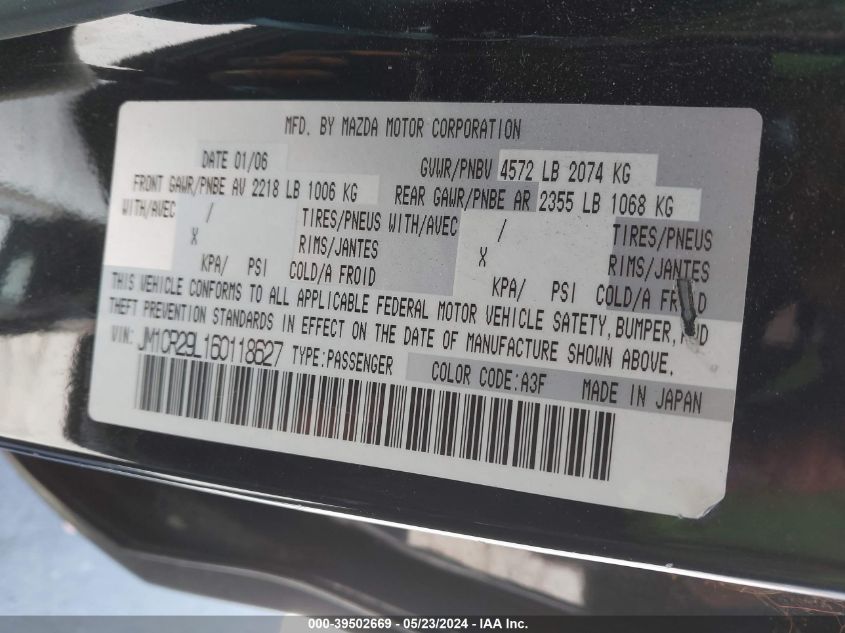 MFD. BY MAZDA MOTOR CORPORATION
DATE 01/06
GVWR/PNBV 4572 LB 2074 KG
FRONT GAWR/PNBE AV 2218 LB 1006 KG
REAR GAWR/PNBE AR 2355 LB 1068 KG
WITH/AVEC / TIRES/PNEUS WITH/AVEC / TIRES/PNEUS
X RIMS/JANTES X RIMS/JANTES
KPA/ PSI COLD/A FROID KPA/ PSI COLD/A FROID
THIS VEHICLE CONFORMS TO ALL APPLICABLE FEDERAL MOTOR VEHICLE SAFETY, BUMPER, AND
THEFT PREVENTION STANDARDS IN EFFECT ON THE DATE OF MANUFACTURE SHOWN ABOVE.
VIN: JM1CR29L160118627 TYPE:PASSENGER
COLOR CODE:A3F MADE IN JAPAN
000-39502669 - 05/23/2024 - IAA Inc.